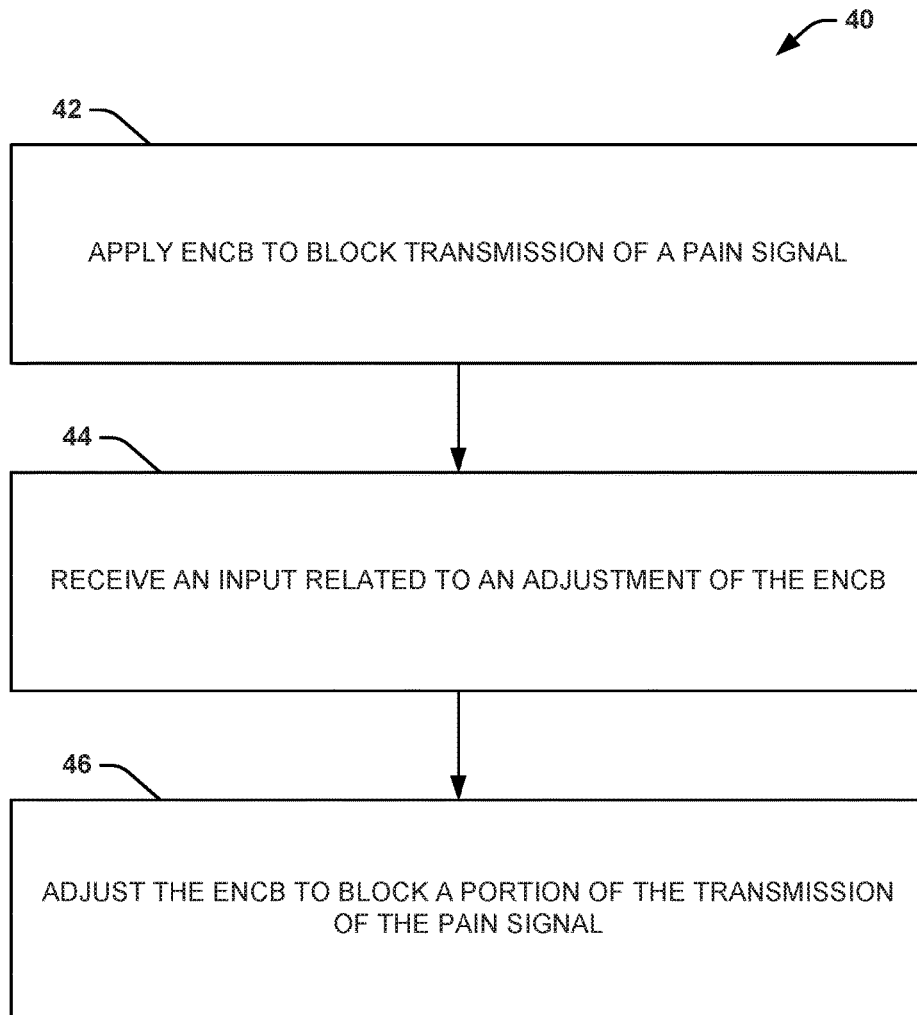 40
42
APPLY ENCB TO BLOCK TRANSMISSION OF A PAIN SIGNAL
44
RECEIVE AN INPUT RELATED TO AN ADJUSTMENT OF THE ENCB
46
ADJUST THE ENCB TO BLOCK A PORTION OF THE TRANSMISSION
OF THE PAIN SIGNAL